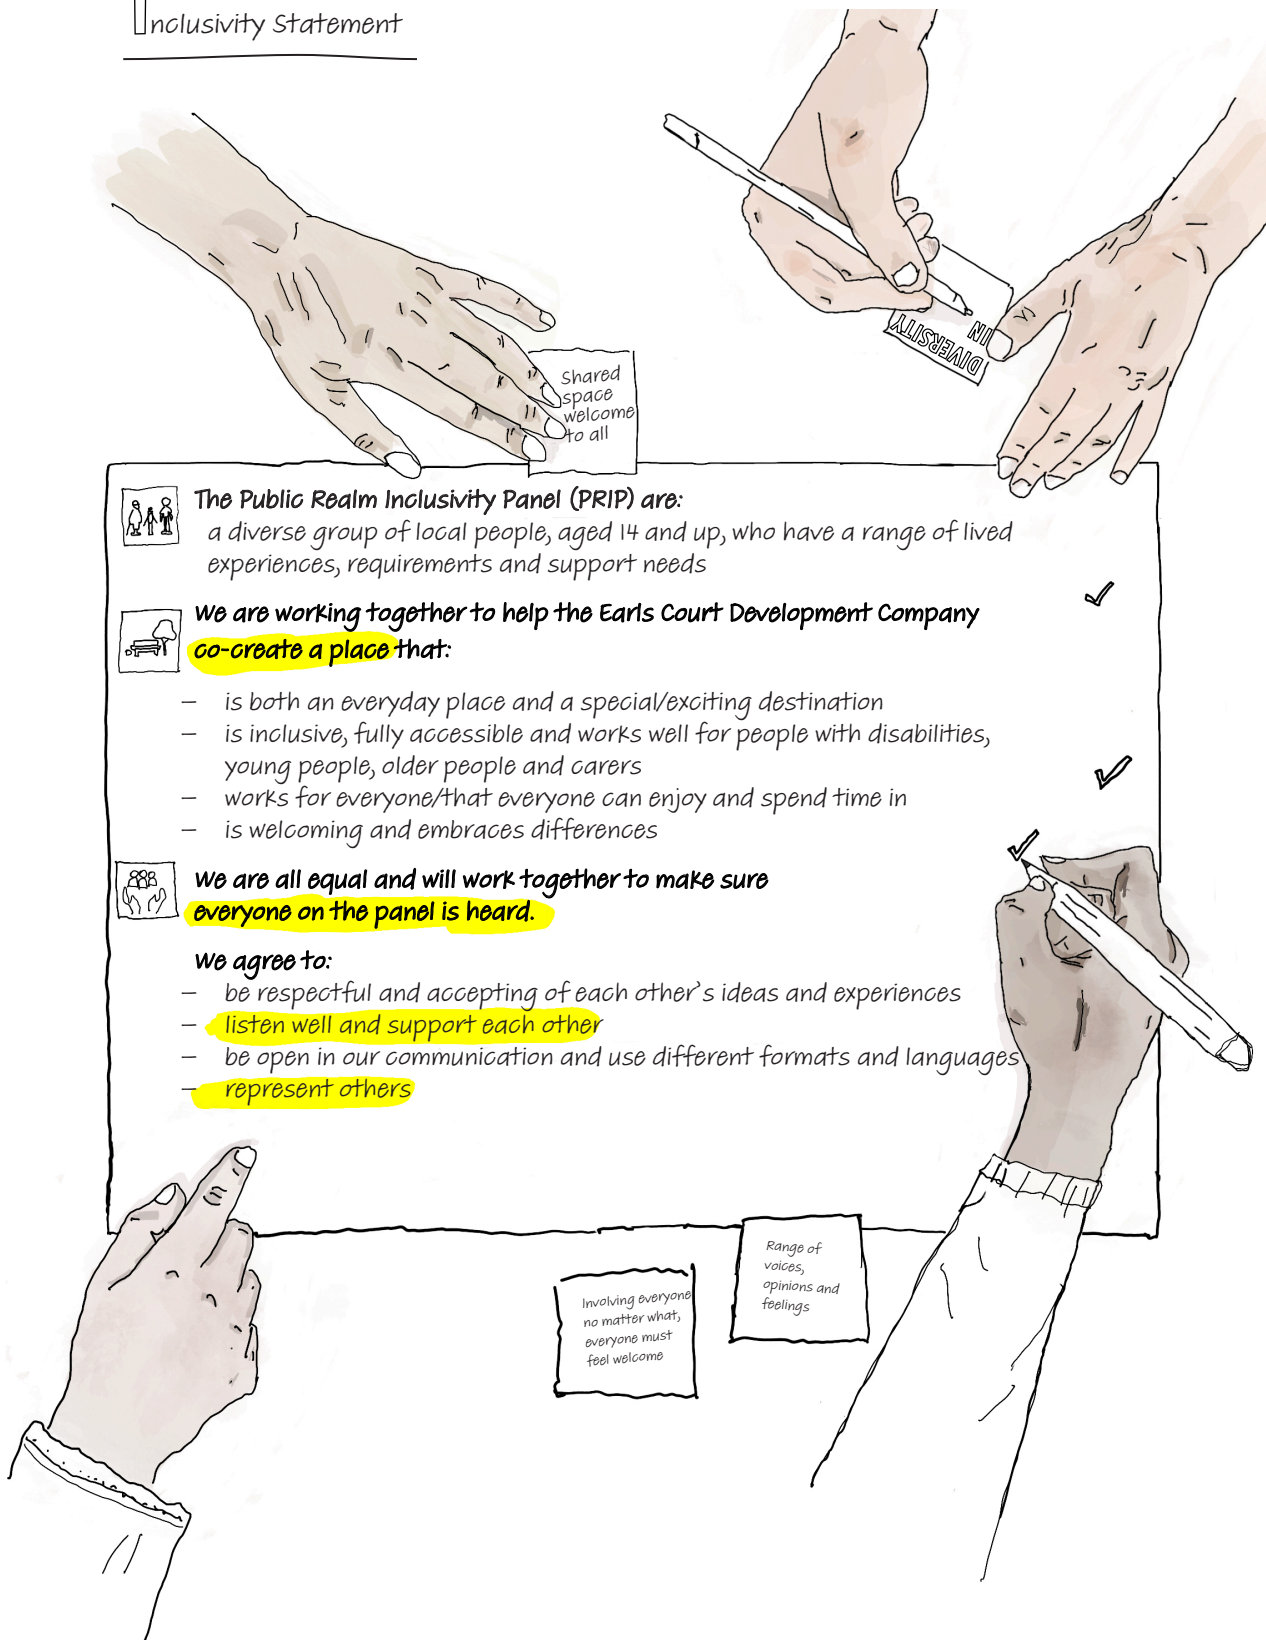 Inclusivity Statement
DIVERSITY
IN
Shared
space
welcome
to all
The Public Realm Inclusivity Panel (PRIP) are:
a diverse group of local people, aged 14 and up, who have a range of lived
experiences, requirements and support needs
We are working together to help the Earls Court Development Company
co-create a place that:
– is both an everyday place and a special/exciting destination
– is inclusive, fully accessible and works well for people with disabilities,
young people, older people and carers
– works for everyone/that everyone can enjoy and spend time in
– is welcoming and embraces differences
We are all equal and will work together to make sure
everyone on the panel is heard.
We agree to:
– be respectful and accepting of each other's ideas and experiences
– listen well and support each other
– be open in our communication and use different formats and languages
– represent others
Range of
voices,
opinions and
feelings
Involving everyone
no matter what,
everyone must
feel welcome